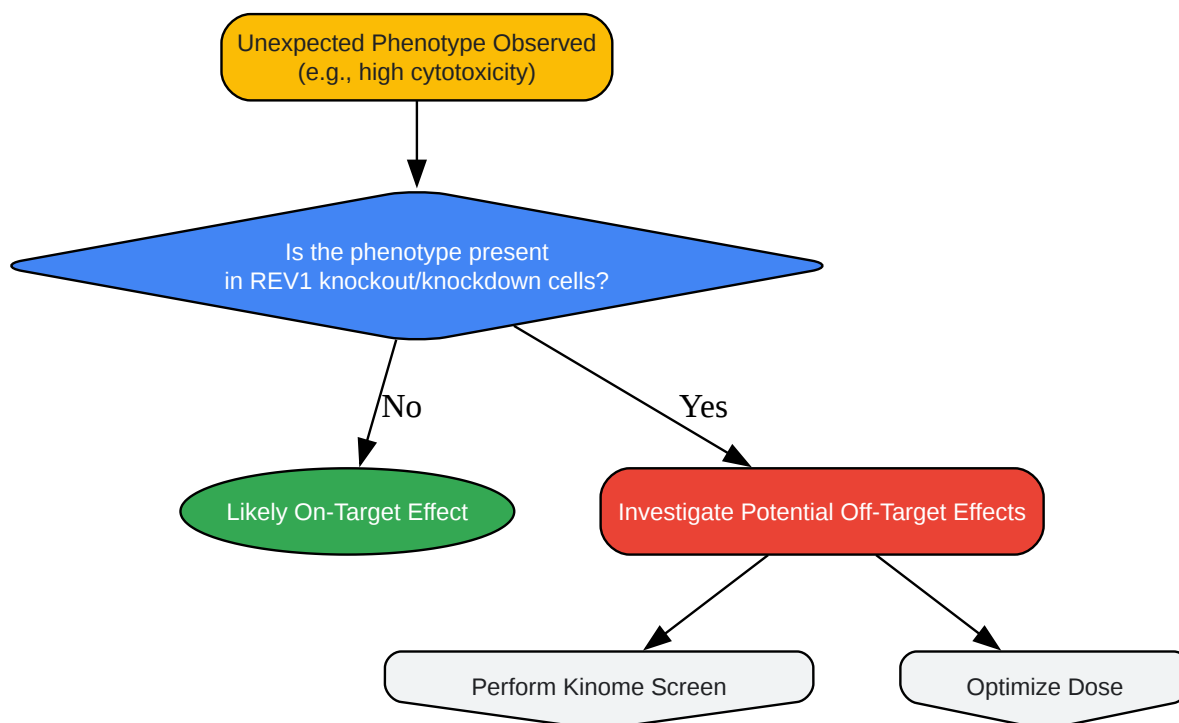 Unexpected Phenotype Observed
(e.g., high cytotoxicity)
Is the phenotype present
in REV1 knockout/knockdown cells?
No
Yes
Likely On-Target Effect
Investigate Potential Off-Target Effects
Perform Kinome Screen
Optimize Dose